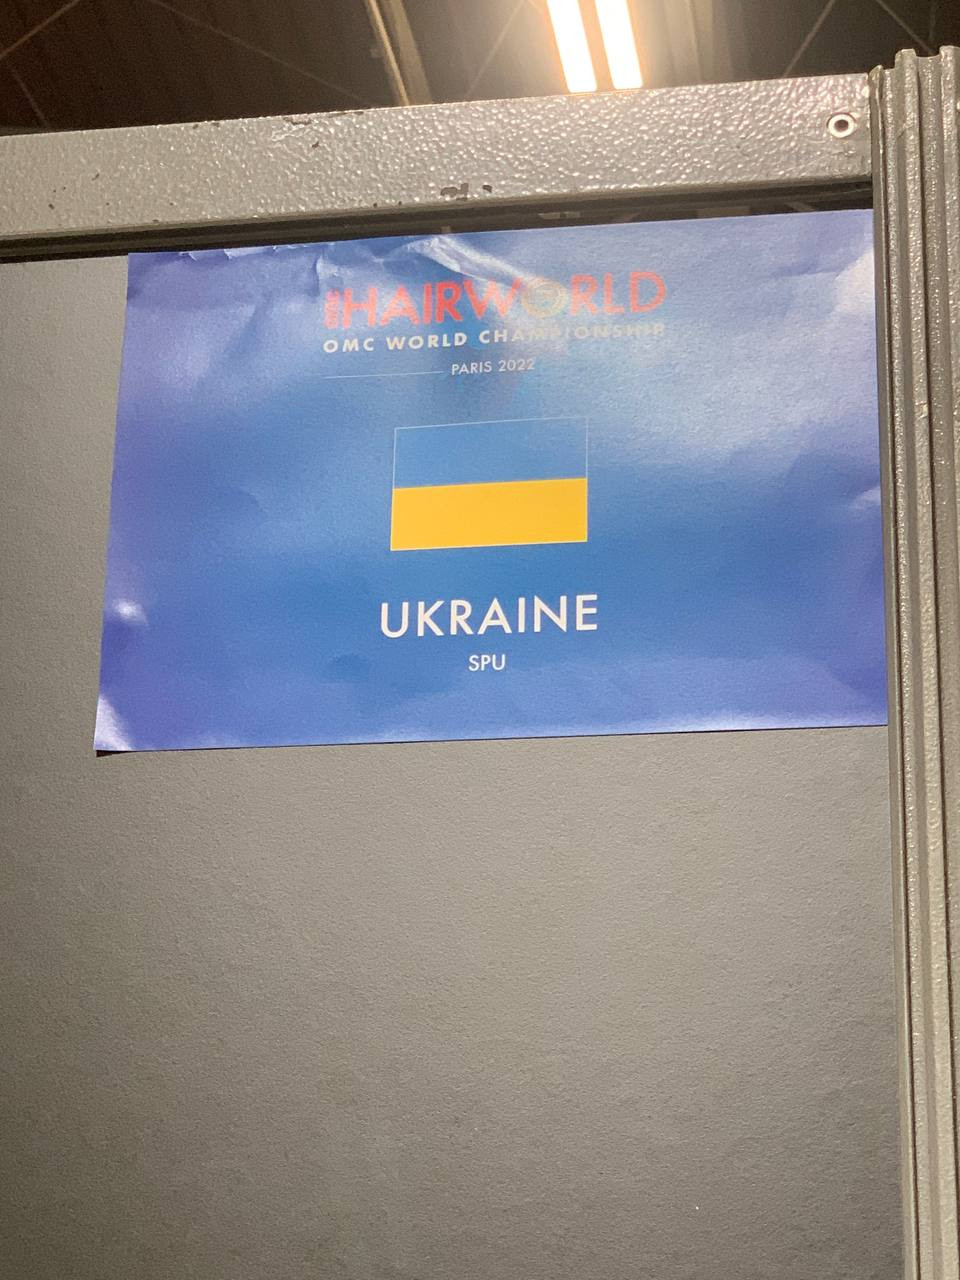 HAIRWORLD
OMC WORLD CHAMPIONSHIP
PARIS 2022
UKRAINE
SPU